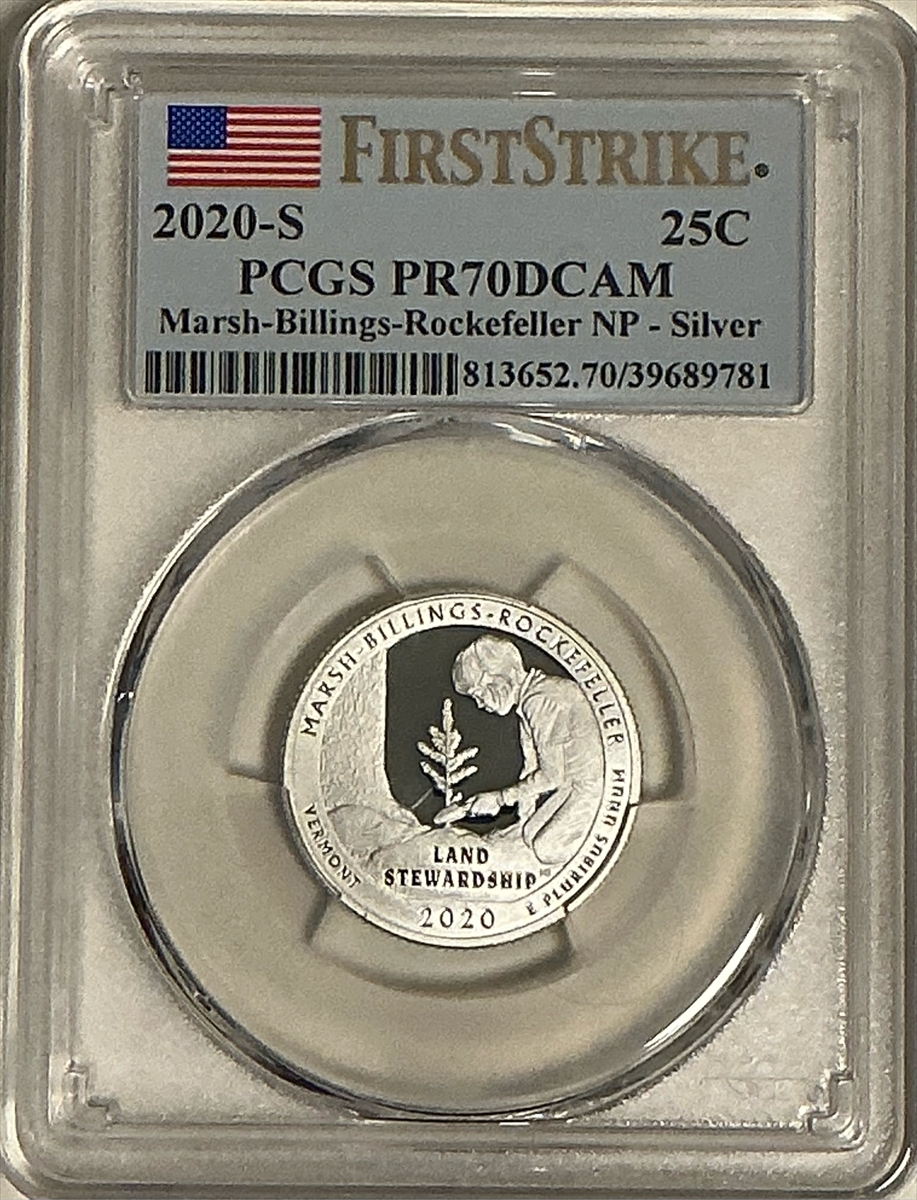 FIRSTSTRIKE®
2020-S 25C
PCGS PR70DCAM
Marsh-Billings-Rockefeller NP - Silver
813652.70/39689781
MARSH-BILLINGS-ROCKEFELLER
VERMONT
LAND
STEWARDSHIP
2020
E PLURIBUS UNUM